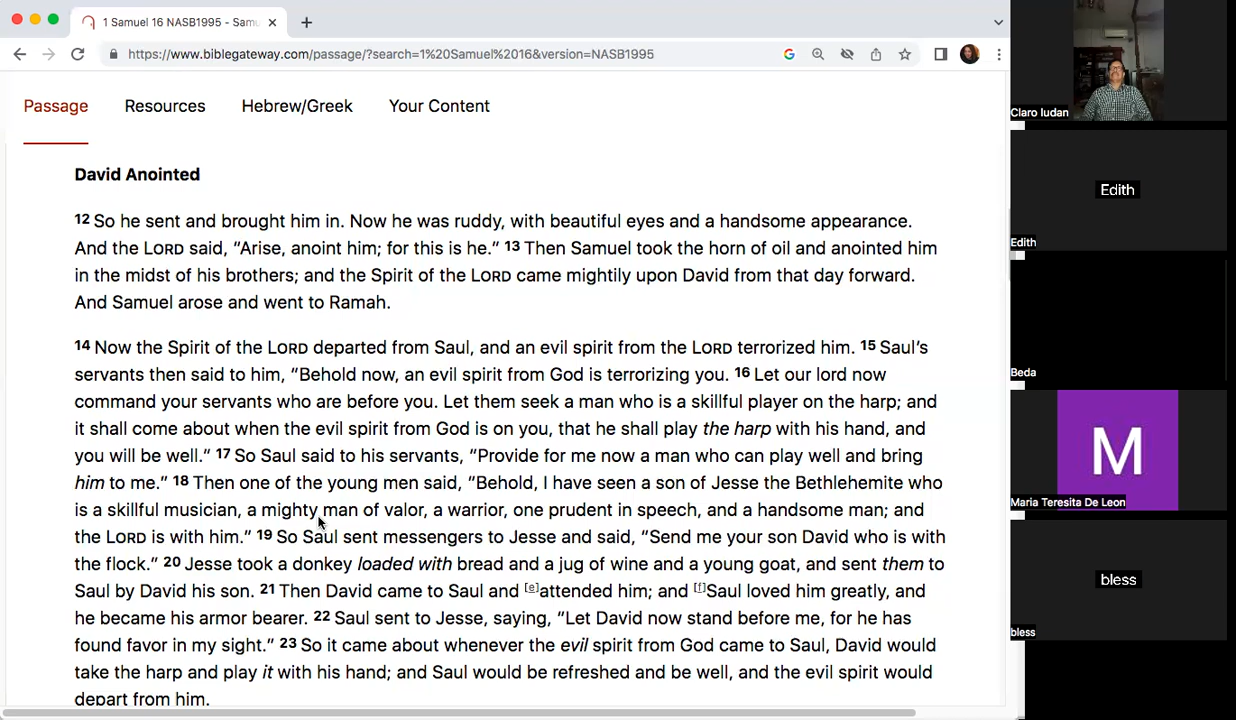 1 Samuel 16 NASB1995 - Samu
https://www.biblegateway.com/passage/?search=1%20Samuel%2016&version=NASB1995
Passage Resources Hebrew/Greek Your Content
David Anointed
12 So he sent and brought him in. Now he was ruddy, with beautiful eyes and a handsome appearance.
And the LORD said, “Arise, anoint him; for this is he.” 13 Then Samuel took the horn of oil and anointed him
in the midst of his brothers; and the Spirit of the LORD came mightily upon David from that day forward.
And Samuel arose and went to Ramah.
14 Now the Spirit of the LORD departed from Saul, and an evil spirit from the LORD terrorized him. 15 Saul’s
servants then said to him, “Behold now, an evil spirit from God is terrorizing you. 16 Let our lord now
command your servants who are before you. Let them seek a man who is a skillful player on the harp; and
it shall come about when the evil spirit from God is on you, that he shall play the harp with his hand, and
you will be well.” 17 So Saul said to his servants, “Provide for me now a man who can play well and bring
him to me.” 18 Then one of the young men said, “Behold, I have seen a son of Jesse the Bethlehemite who
is a skillful musician, a mighty man of valor, a warrior, one prudent in speech, and a handsome man; and
the LORD is with him.” 19 So Saul sent messengers to Jesse and said, “Send me your son David who is with
the flock.” 20 Jesse took a donkey loaded with bread and a jug of wine and a young goat, and sent them to
Saul by David his son. 21 Then David came to Saul and [e]attended him; and [f]Saul loved him greatly, and
he became his armor bearer. 22 Saul sent to Jesse, saying, “Let David now stand before me, for he has
found favor in my sight.” 23 So it came about whenever the evil spirit from God came to Saul, David would
take the harp and play it with his hand; and Saul would be refreshed and be well, and the evil spirit would
depart from him.
Claro Iudan
Edith
Edith
Beda
M
Maria Teresita De Leon
bless
bless